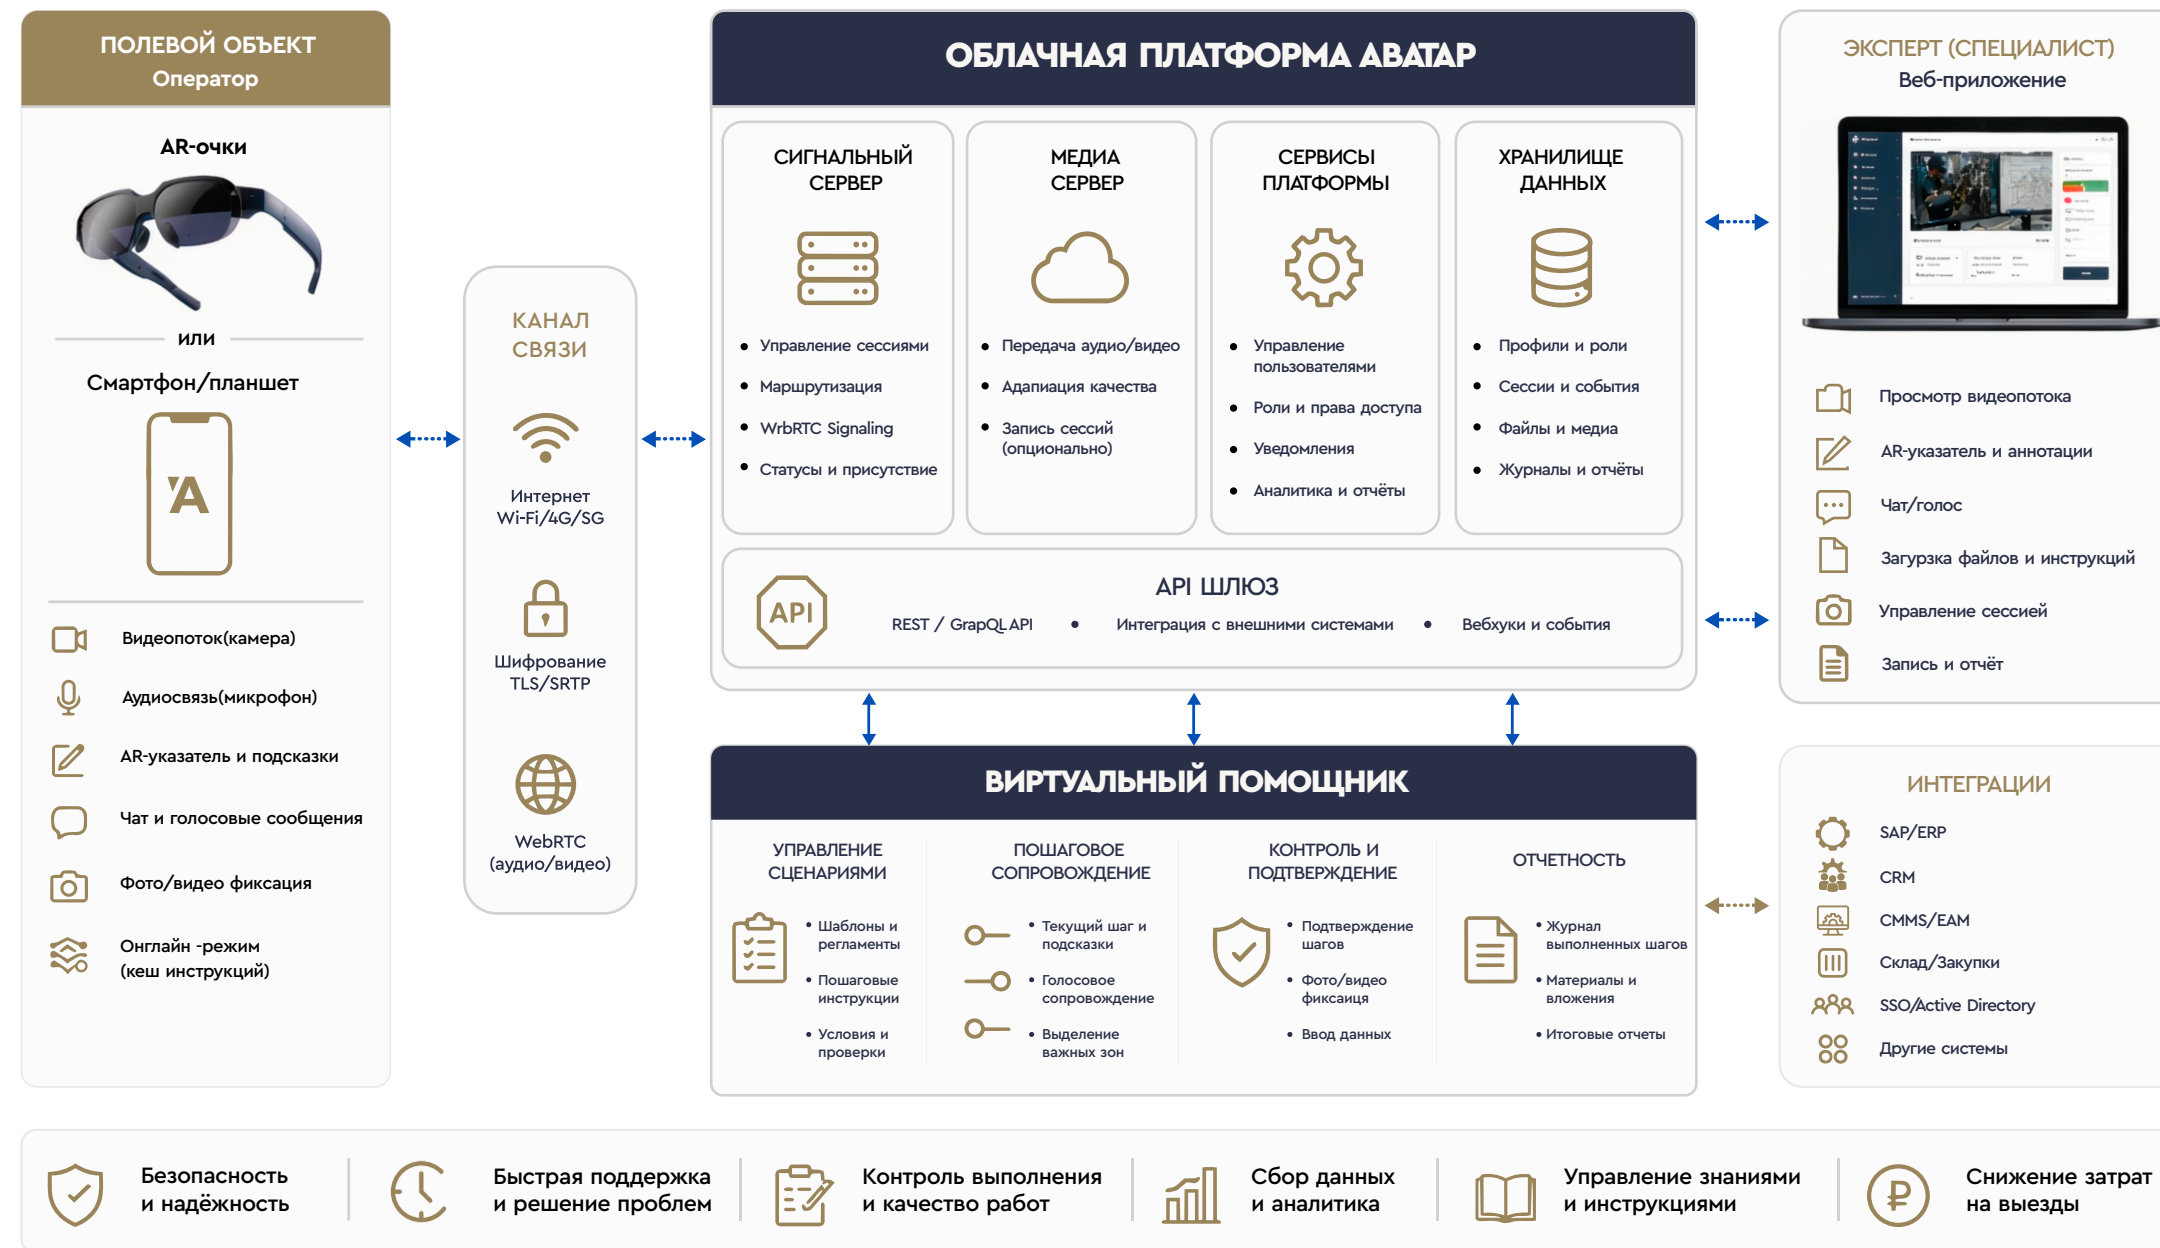 ПОЛЕВОЙ ОБЪЕКТ
Оператор
AR-очки
или
Смартфон/планшет
Видеопоток(камера)
Аудиосвязь(микрофон)
AR-указатель и подсказки
Чат и голосовые сообщения
Фото/видео фиксация
Онглайн -режим
(кеш инструкций)
КАНАЛ
СВЯЗИ
Интернет
Wi-Fi/4G/SG
Шифрование
TLS/SRTP
WebRTC
(аудио/видео)
ОБЛАЧНАЯ ПЛАТФОРМА АВАТАР
СИГНАЛЬНЫЙ
СЕРВЕР
• Управление сессиями
• Маршрутизация
• WrbRTC Signaling
• Статусы и присутствие
МЕДИА
СЕРВЕР
• Передача аудио/видео
• Адапиация качества
• Запись сессий
(опционально)
СЕРВИСЫ
ПЛАТФОРМЫ
• Управление
пользователями
• Роли и права доступа
• Уведомления
• Аналитика и отчёты
ХРАНИЛИЩЕ
ДАННЫХ
• Профили и роли
• Сессии и события
• Файлы и медиа
• Журналы и отчёты
API
API ШЛЮЗ
REST / GrapQL API • Интеграция с внешними системами • Вебхуки и события
ВИРТУАЛЬНЫЙ ПОМОЩНИК
УПРАВЛЕНИЕ
СЦЕНАРИЯМИ
• Шаблоны и
регламенты
• Пошаговые
инструкции
• Условия и
проверки
ПОШАГОВОЕ
СОПРОВОЖДЕНИЕ
• Текущий шаг и
подсказки
• Голосовое
сопровождение
• Выделение
важных зон
КОНТРОЛЬ И
ПОДТВЕРЖДЕНИЕ
• Подтверждение
шагов
• Фото/видео
фиксаиця
• Ввод данных
ОТЧЕТНОСТЬ
• Журнал
выполненных шагов
• Материалы и
вложения
• Итоговые отчеты
ЭКСПЕРТ (СПЕЦИАЛИСТ)
Веб-приложение
Просмотр видеопотока
AR-указатель и аннотации
Чат/голос
Загурзка файлов и инструкций
Управление сессией
Запись и отчёт
ИНТЕГРАЦИИ
SAP/ERP
CRM
CMMS/EAM
Склад/Закупки
SSO/Active Directory
Другие системы
Безопасность
и надёжность
Быстрая поддержка
и решение проблем
Контроль выполнения
и качество работ
Сбор данных
и аналитика
Управление знаниями
и инструкциями
Снижение затрат
на выезды